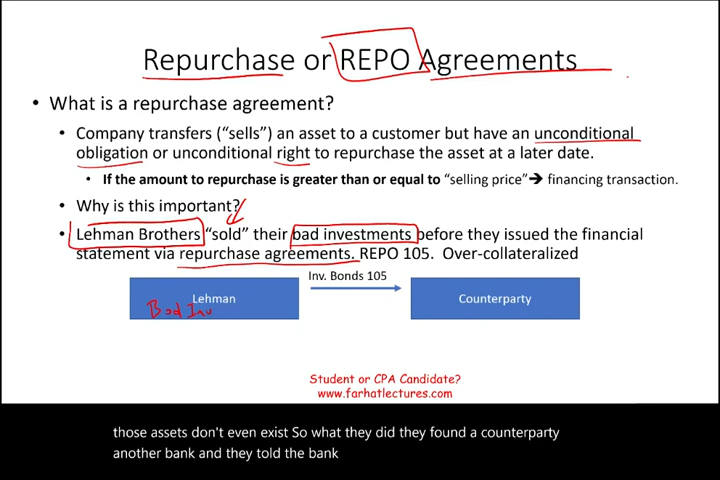 Repurchase or REPO Agreements
• What is a repurchase agreement?
• Company transfers (“sells”) an asset to a customer but have an unconditional
obligation or unconditional right to repurchase the asset at a later date.
• If the amount to repurchase is greater than or equal to “selling price”➔ financing transaction.
• Why is this important?
• Lehman Brothers “sold” their bad investments before they issued the financial
statement via repurchase agreements. REPO 105. Over-collateralized
Inv. Bonds 105
Lehman
Counterparty
Bad Inv
Student or CPA Candidate?
www.farhatlectures.com
those assets don't even exist So what they did they found a counterparty
another bank and they told the bank